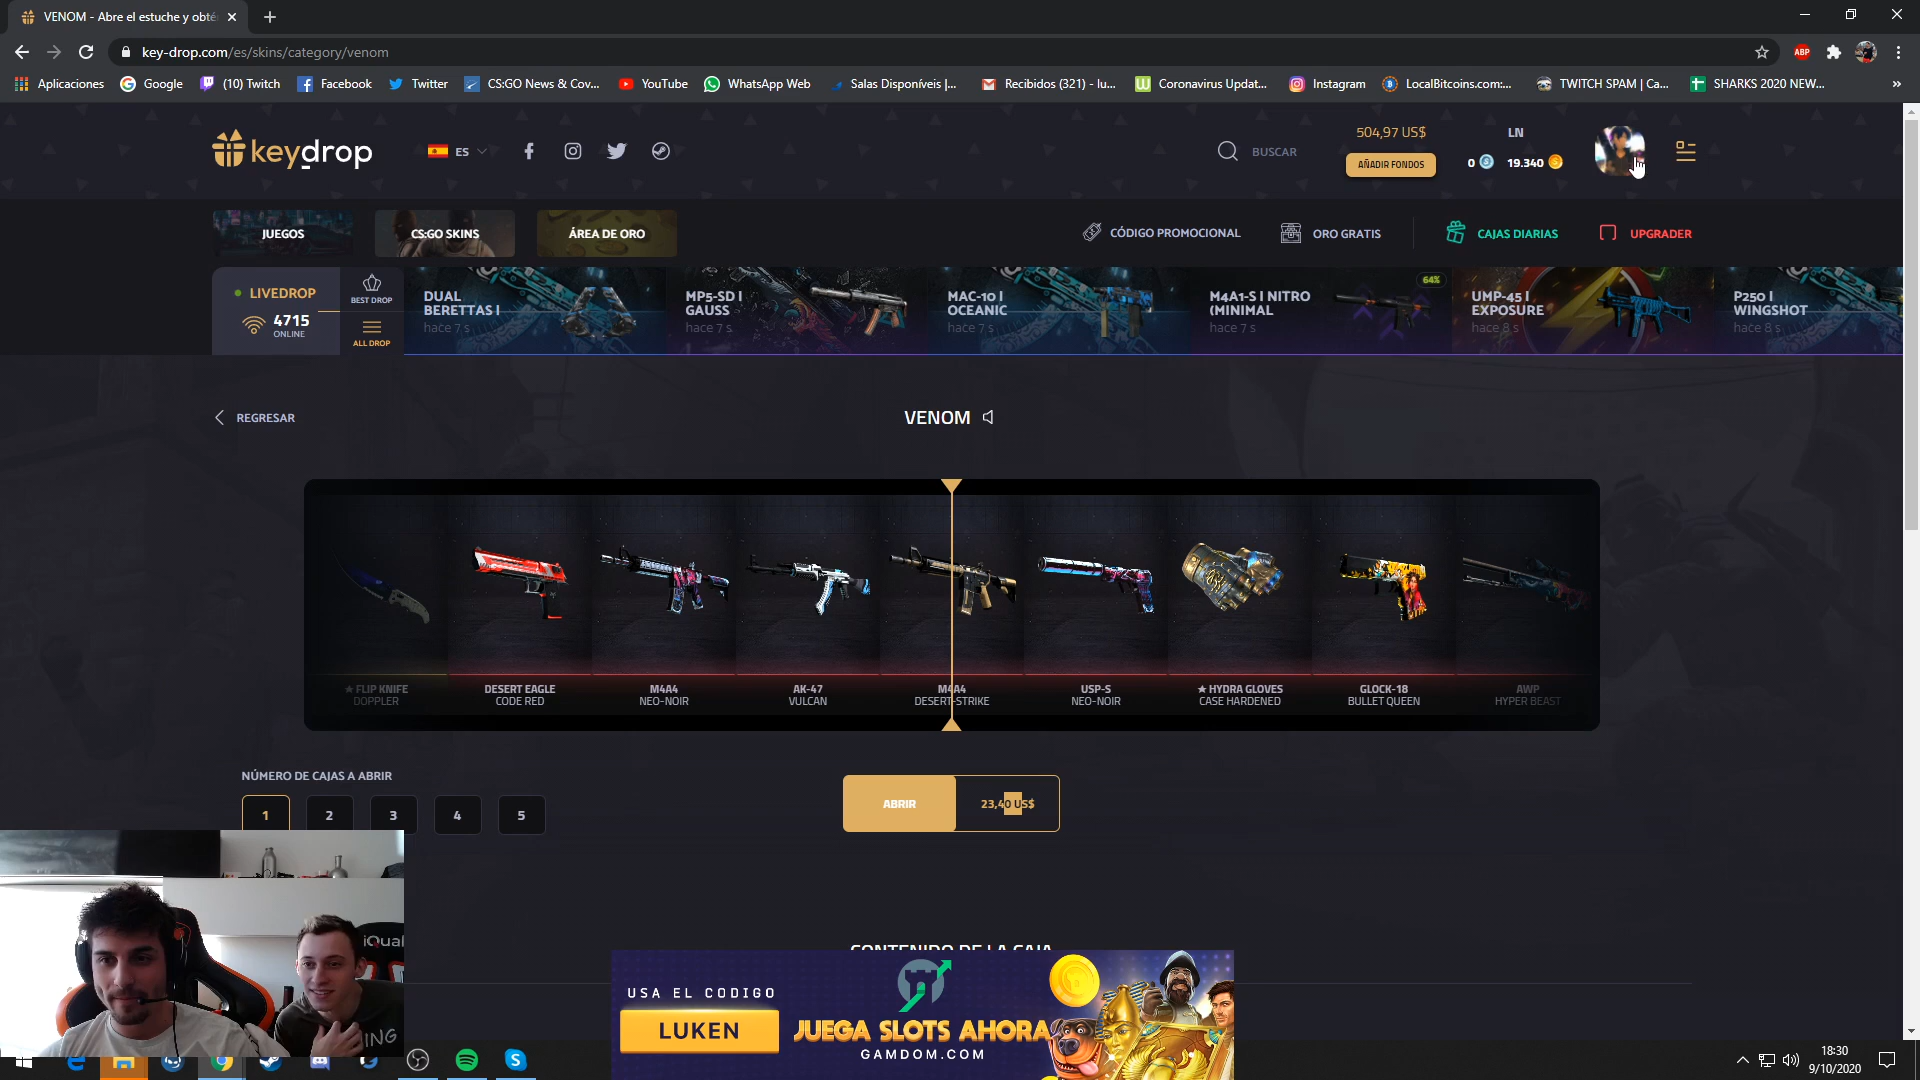 VENOM - Abre el estuche y obté
key-drop.com/es/skins/category/venom
ABP
Aplicaciones
Google
(10) Twitch
Facebook
Twitter
CS:GO News & Cov...
YouTube
WhatsApp Web
Salas Disponíveis |...
Recibidos (321) - lu...
Coronavirus Updat...
Instagram
LocalBitcoins.com:...
TWITCH SPAM | Ca...
SHARKS 2020 NEW...
»
keydrop
ES
BUSCAR
504,97 US$
AÑADIR FONDOS
LN
0
19.340
JUEGOS
CS:GO SKINS
ÁREA DE ORO
CÓDIGO PROMOCIONAL
ORO GRATIS
CAJAS DIARIAS
UPGRADER
LIVEDROP
4715
ONLINE
BEST DROP
ALL DROP
DUAL
BERETTAS |
hace 7 s
MP5-SD |
GAUSS
hace 7 s
MAC-10 |
OCEANIC
hace 7 s
M4A1-S | NITRO
(MINIMAL
hace 7 s
64%
UMP-45 |
EXPOSURE
hace 8 s
P250 |
WINGSHOT
hace 8 s
REGRESAR
VENOM
★ FLIP KNIFE
DOPPLER
DESERT EAGLE
CODE RED
M4A4
NEO-NOIR
AK-47
VULCAN
M4A4
DESERT-STRIKE
USP-S
NEO-NOIR
★ HYDRA GLOVES
CASE HARDENED
GLOCK-18
BULLET QUEEN
AWP
HYPER BEAST
NÚMERO DE CAJAS A ABRIR
1
2
3
4
5
ABRIR
23,40 US$
CONTENIDO DE LA CAJA
USA EL CODIGO
LUKEN
JUEGA SLOTS AHORA
GAMDOM.COM
18:30
9/10/2020